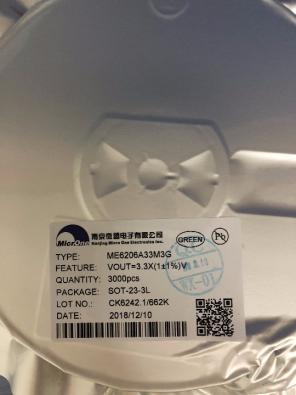 MicrOne
南京微盟电子有限公司
Nanjing Micro One Electronics Inc.
GREEN
Pb
TYPE: ME6206A33M3G
FEATURE: VOUT=3.3X(1±1%)V
QUANTITY: 3000pcs
PACKAGE: SOT-23-3L
LOT NO.: CK6242.1/662K
DATE: 2018/12/10